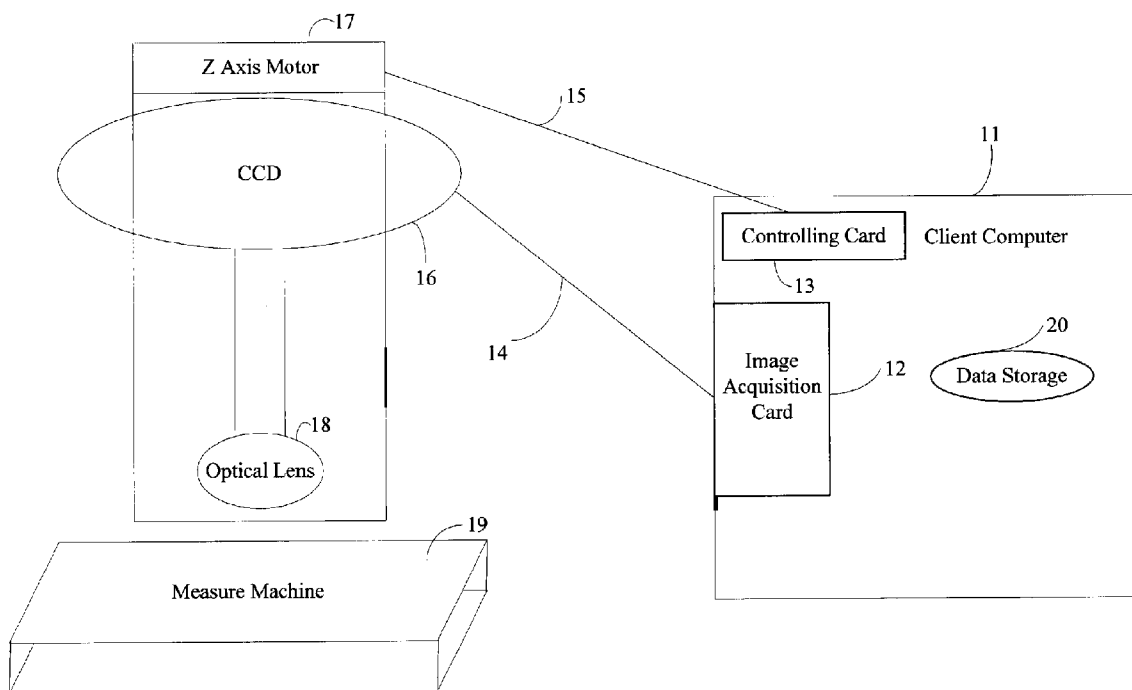 17
Z Axis Motor
15
11
CCD
Controlling Card
Client Computer
16
13
14
20
Image
Acquisition
Card
12
Data Storage
18
Optical Lens
19
Measure Machine